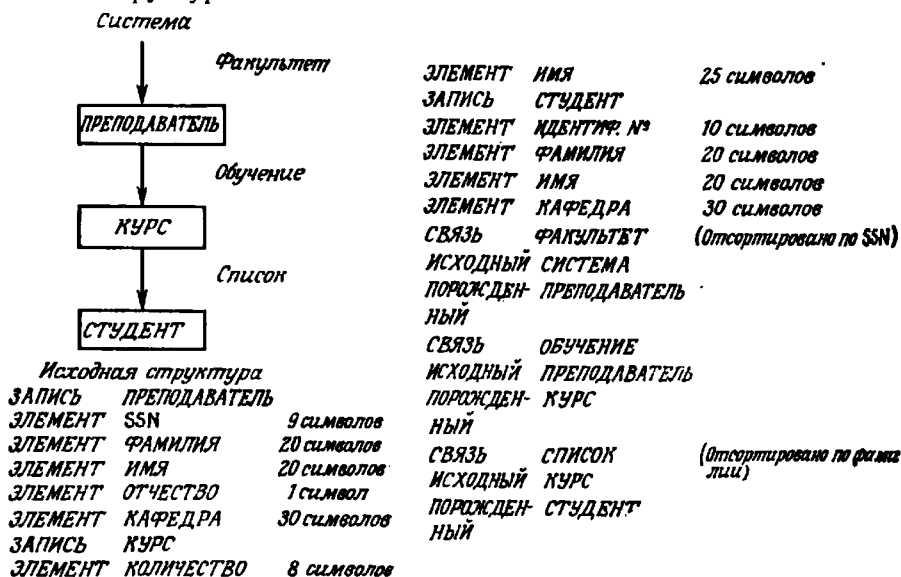 Система
Факультет
ПРЕПОДАВАТЕЛЬ
Обучение
КУРС
Список
СТУДЕНТ
Исходная структура
ЗАПИСЬ ПРЕПОДАВАТЕЛЬ
ЭЛЕМЕНТ SSN 9 символов
ЭЛЕМЕНТ ФАМИЛИЯ 20 символов
ЭЛЕМЕНТ ИМЯ 20 символов
ЭЛЕМЕНТ ОТЧЕСТВО 1 символ
ЭЛЕМЕНТ КАФЕДРА 30 символов
ЗАПИСЬ КУРС
ЭЛЕМЕНТ КОЛИЧЕСТВО 8 символов
ЭЛЕМЕНТ ИМЯ 25 символов
ЗАПИСЬ СТУДЕНТ
ЭЛЕМЕНТ ИДЕНТИФ. № 10 символов
ЭЛЕМЕНТ ФАМИЛИЯ 20 символов
ЭЛЕМЕНТ ИМЯ 20 символов
ЭЛЕМЕНТ КАФЕДРА 30 символов
СВЯЗЬ ФАКУЛЬТЕТ (Отсортировано по SSN)
ИСХОДНЫЙ СИСТЕМА
ПОРОЖДЕН- ПРЕПОДАВАТЕЛЬ
НЫЙ
СВЯЗЬ ОБУЧЕНИЕ
ИСХОДНЫЙ ПРЕПОДАВАТЕЛЬ
ПОРОЖДЕН- КУРС
НЫЙ
СВЯЗЬ СПИСОК (Отсортировано по фами
лии)
ИСХОДНЫЙ КУРС
ПОРОЖДЕН- СТУДЕНТ
НЫЙ